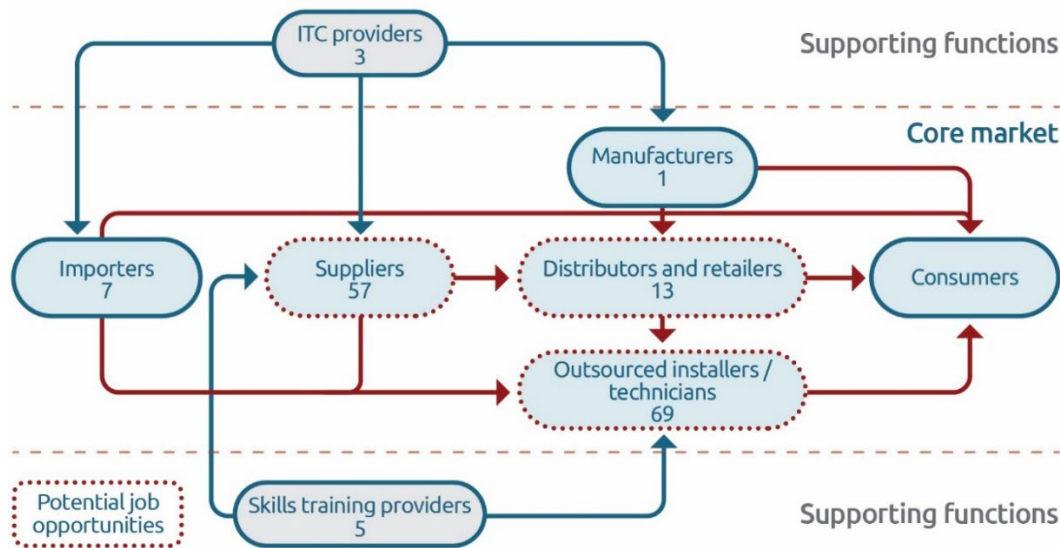 ITC providers
3
Supporting functions
Core market
Manufacturers
1
Importers
7
Suppliers
57
Distributors and retailers
13
Consumers
Outsourced installers /
technicians
69
Potential job
opportunities
Skills training providers
5
Supporting functions